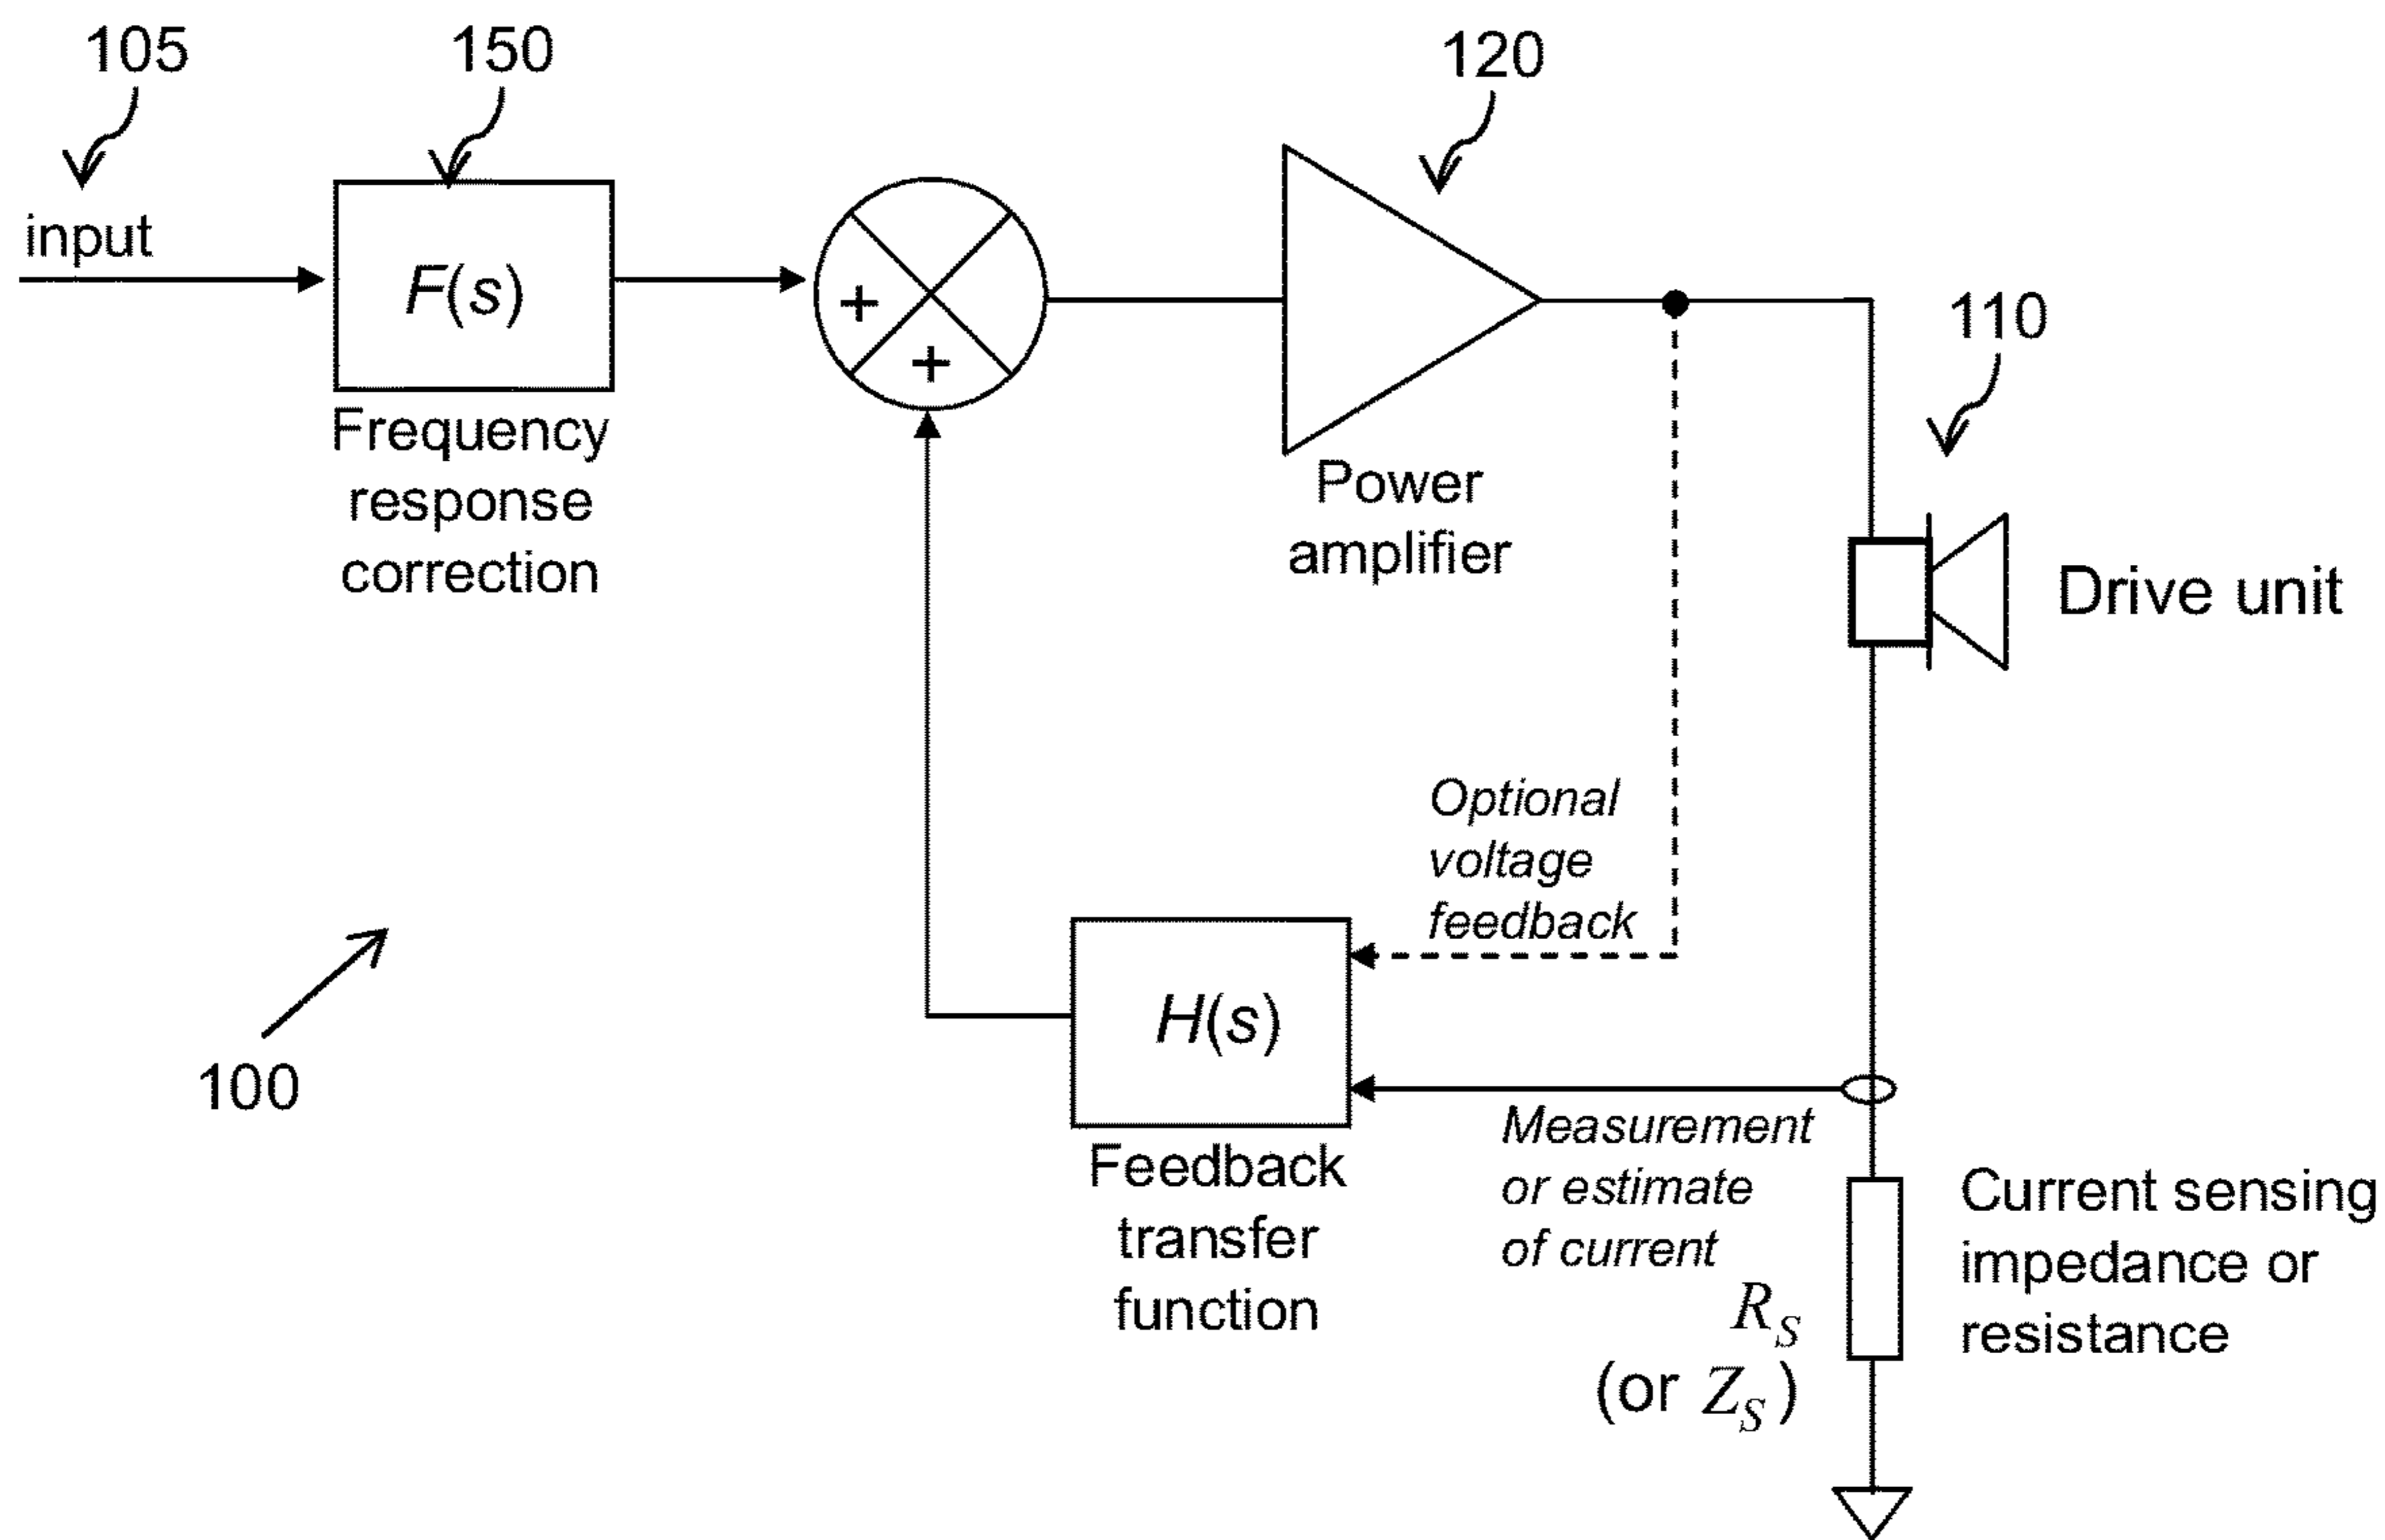 105
150
120
input
F(s)
+
+
110
Frequency
response
correction
Power
amplifier
Drive unit
Optional
voltage
feedback
H(s)
100
Measurement
or estimate
of current
Feedback
transfer
function
Current sensing
impedance or
resistance
R_S
(or Z_S)